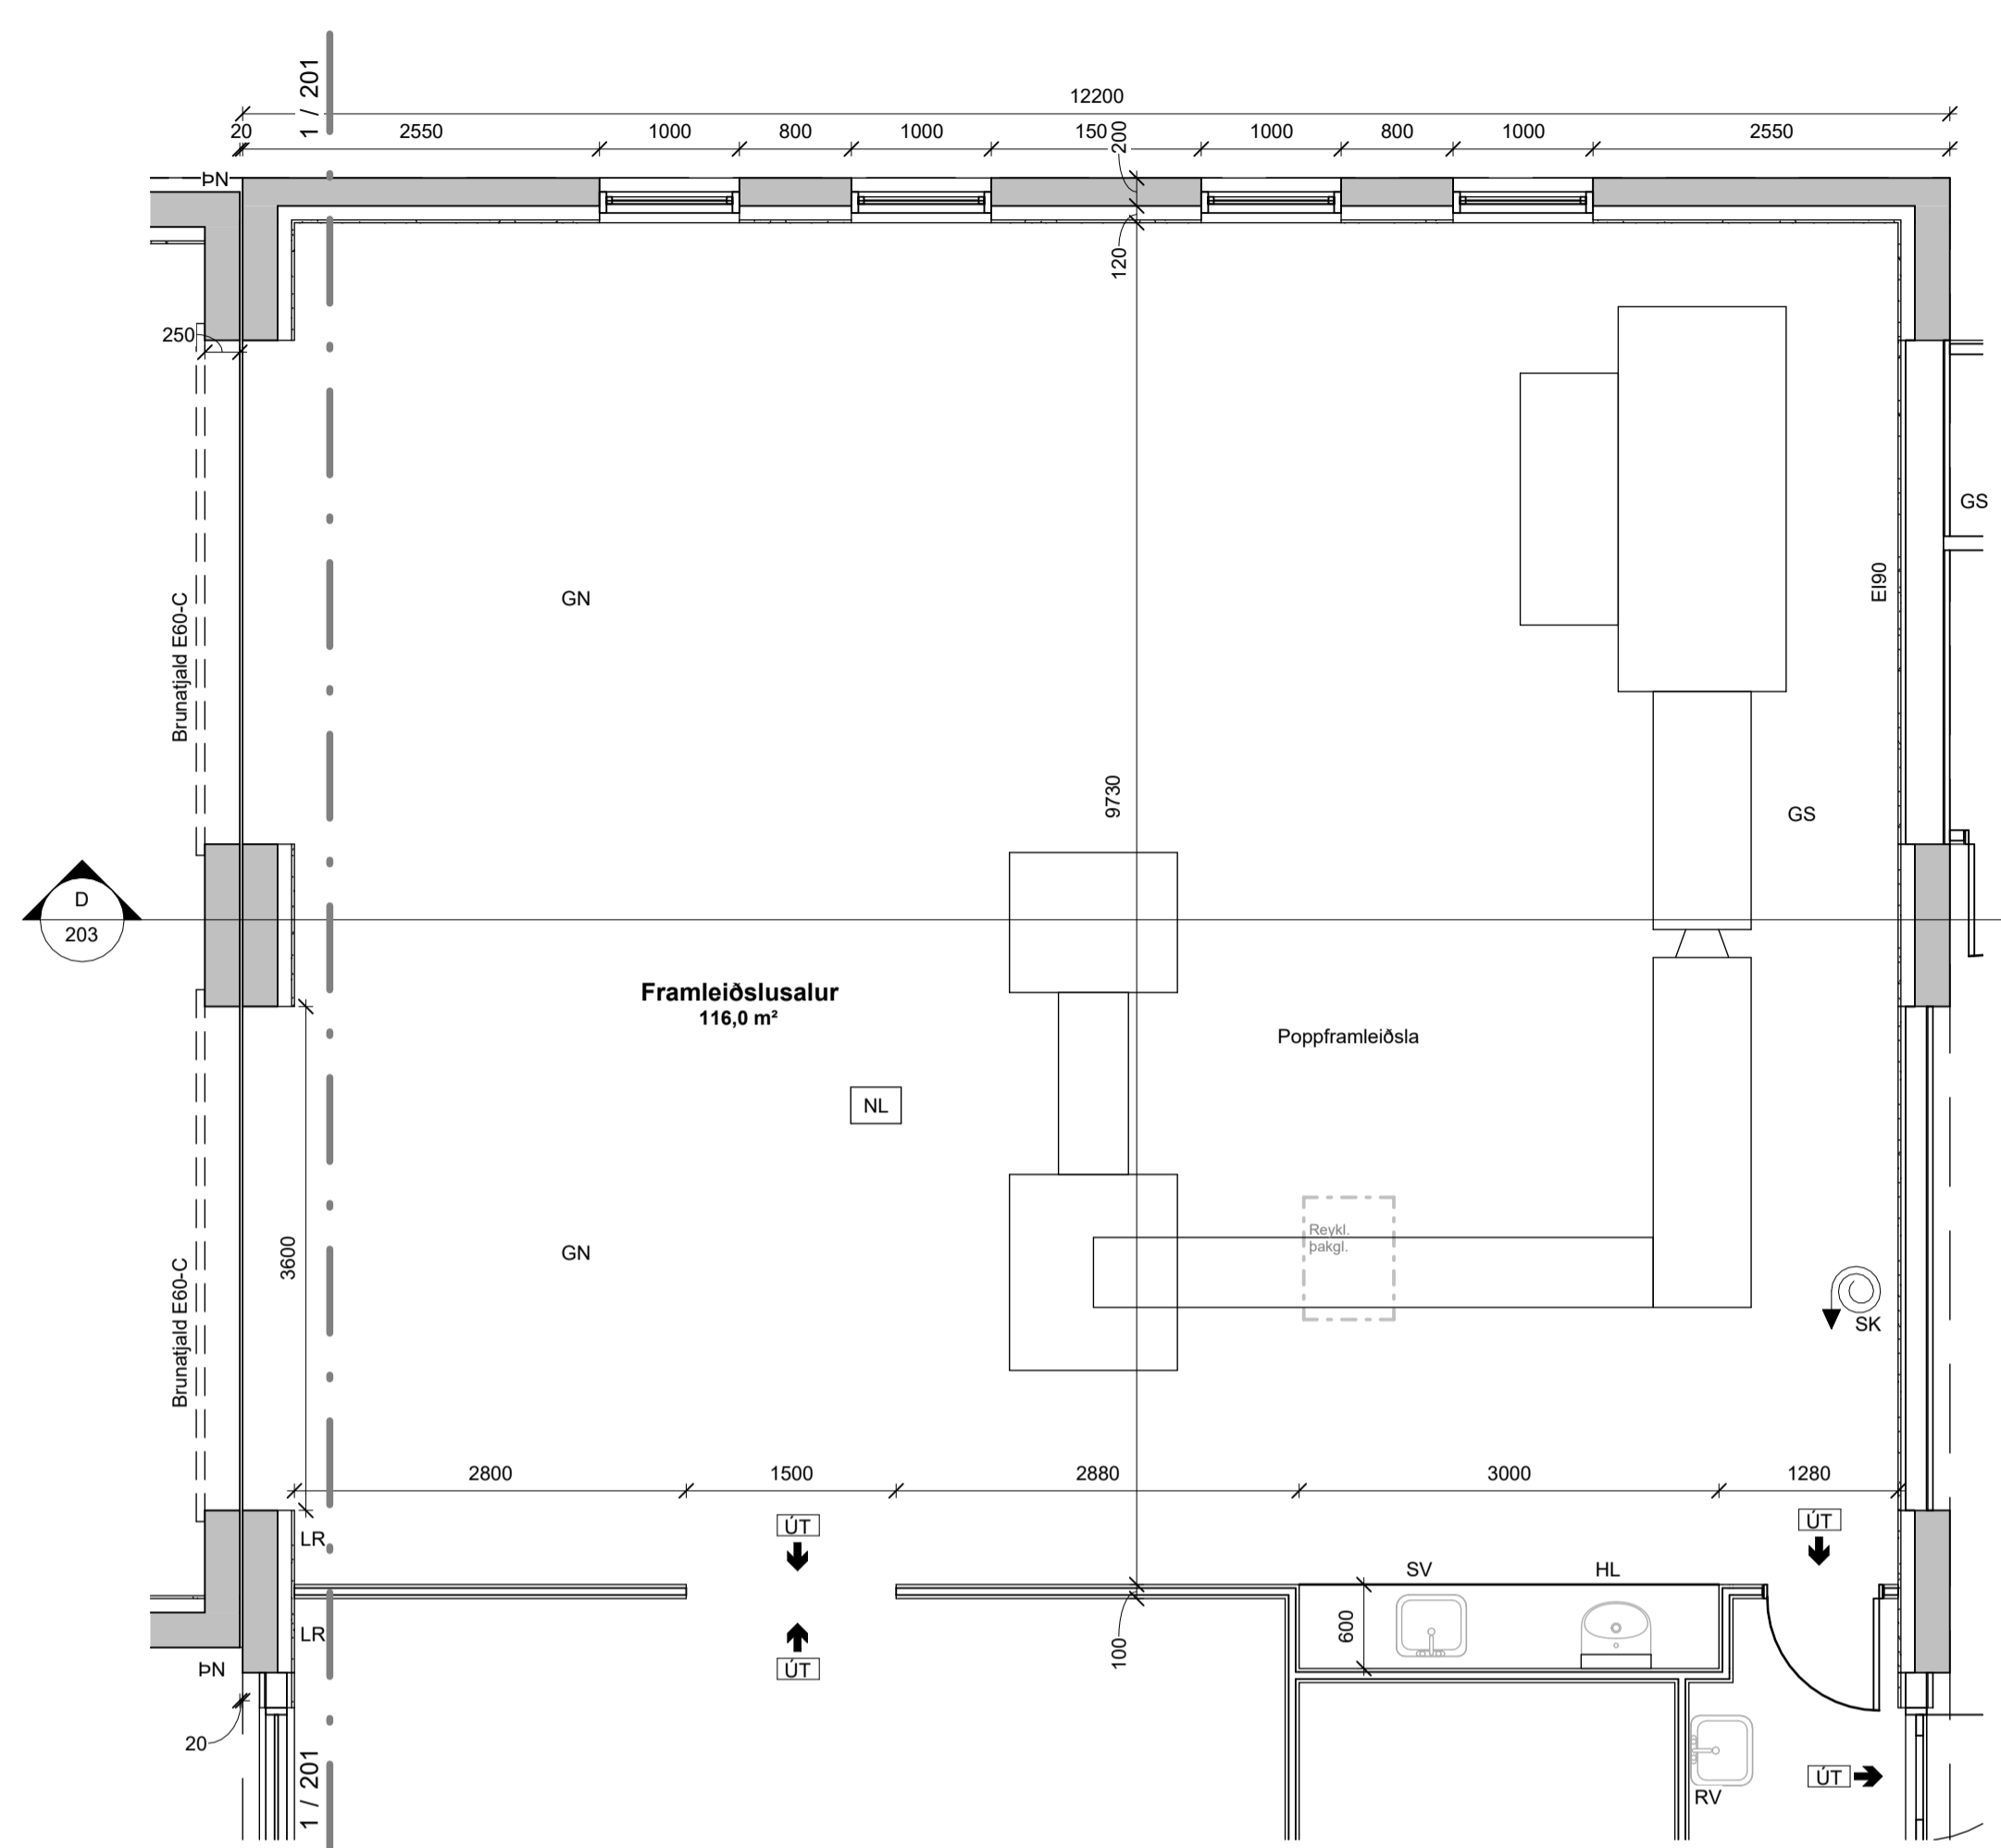 1 / 201
12200
20
2550
1000
800
1000
1500
200
1000
800
1000
2550
ÞN
120
250
GS
Brunatjald E60-C
GN
EI90
9730
GS
D
203
Framleiðslusalur
116,0 m²
Poppframleiðsla
NL
Reykl.
þakgl.
GN
3600
Brunatjald E60-C
SK
2800
1500
2880
3000
1280
LR
ÚT
ÚT
SV
HL
LR
ÚT
600
100
ÞN
20
1 / 201
RV
ÚT